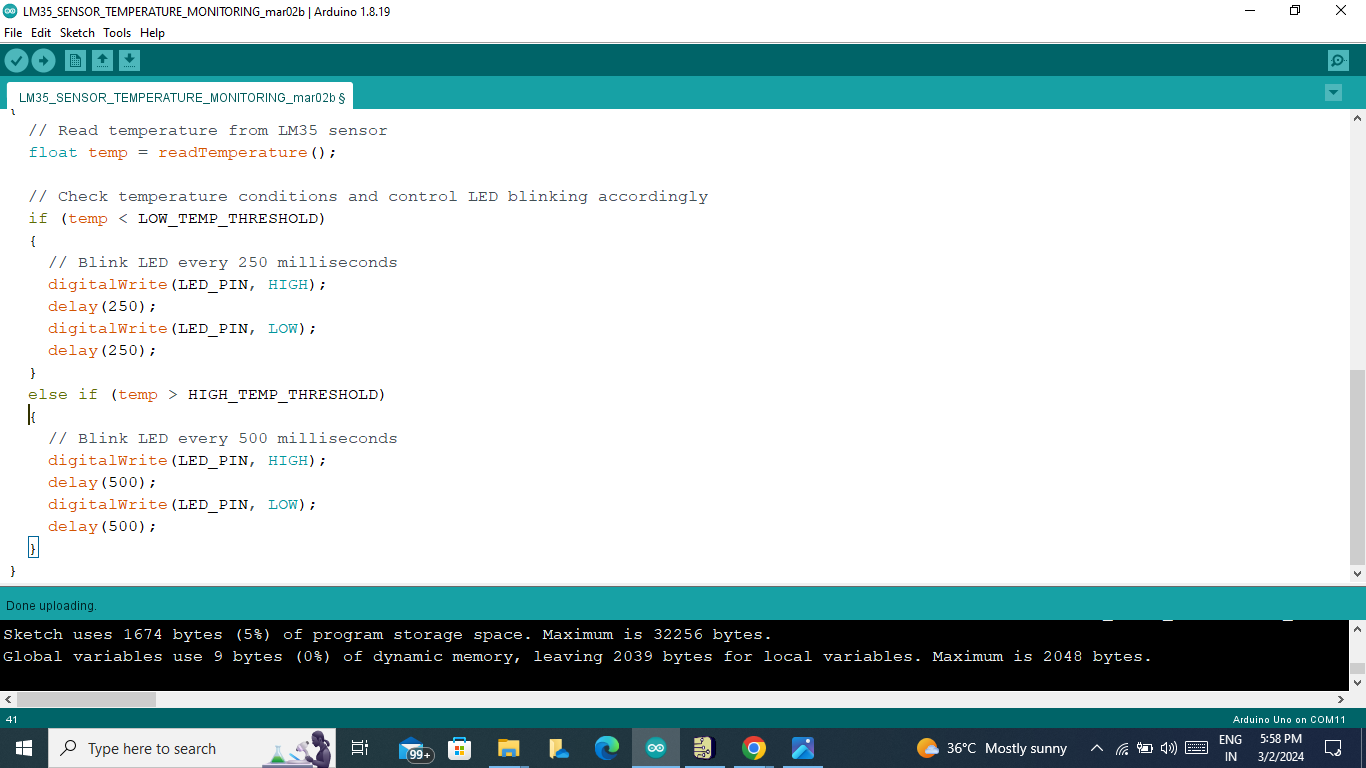 LM35_SENSOR_TEMPERATURE_MONITORING_mar02b | Arduino 1.8.19
File Edit Sketch Tools Help
LM35_SENSOR_TEMPERATURE_MONITORING_mar02b §
{
// Read temperature from LM35 sensor
float temp = readTemperature();
// Check temperature conditions and control LED blinking accordingly
if (temp < LOW_TEMP_THRESHOLD)
{
// Blink LED every 250 milliseconds
digitalWrite(LED_PIN, HIGH);
delay(250);
digitalWrite(LED_PIN, LOW);
delay(250);
}
else if (temp > HIGH_TEMP_THRESHOLD)
{
// Blink LED every 500 milliseconds
digitalWrite(LED_PIN, HIGH);
delay(500);
digitalWrite(LED_PIN, LOW);
delay(500);
}
}
Done uploading.
Sketch uses 1674 bytes (5%) of program storage space. Maximum is 32256 bytes.
Global variables use 9 bytes (0%) of dynamic memory, leaving 2039 bytes for local variables. Maximum is 2048 bytes.
41
Arduino Uno on COM11
Type here to search
99+
36°C Mostly sunny
ENG
IN
5:58 PM
3/2/2024